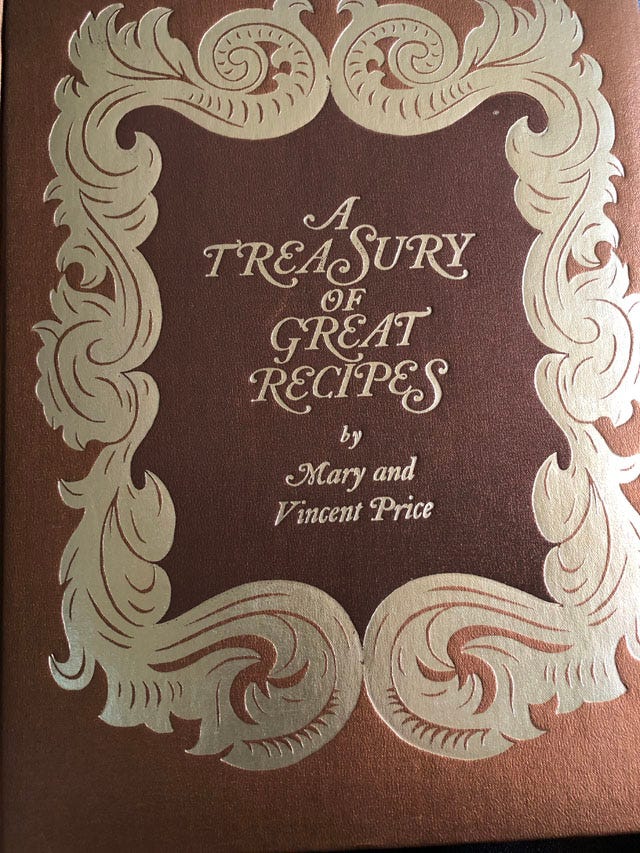 A
TREASURY
OF
GREAT
RECIPES
by
Mary and
Vincent Price